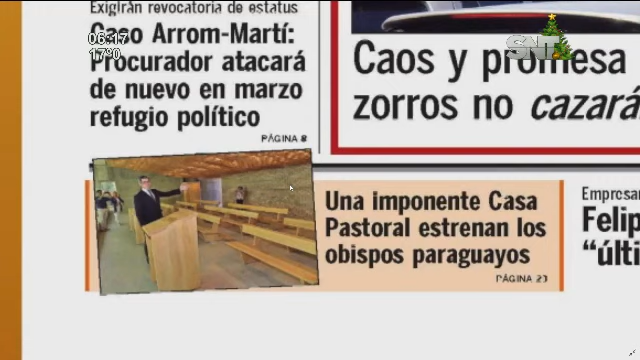 Exigirán revocatoria de estatus
Caso Arrom-Martí:
Procurador atacará
de nuevo en marzo
refugio político
PÁGINA 8
06:17
17°0
SNT
Caos y promesa
zorros no cazará
Una imponente Casa
Pastoral estrenan los
obispos paraguayos
PÁGINA 23
Empresar
Felip
"últi